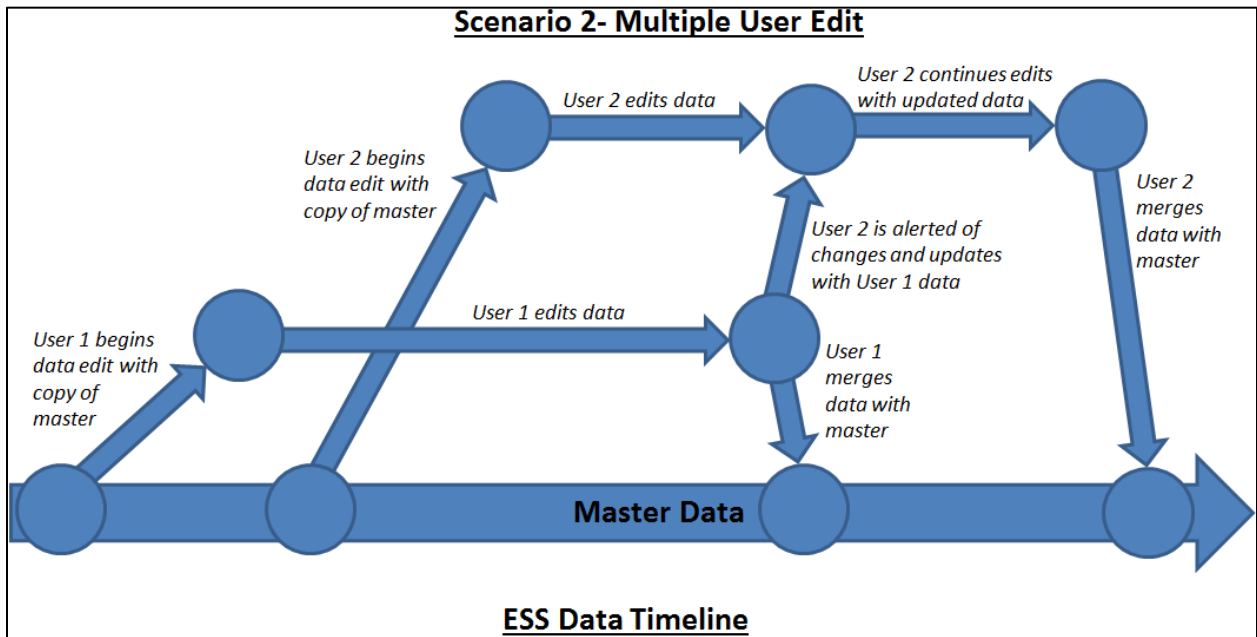 Scenario 2- Multiple User Edit
User 2 continues edits
with updated data
User 2 edits data
User 2 begins
data edit with
copy of master
User 2
merges
data with
master
User 2 is alerted of
changes and updates
with User 1 data
User 1 edits data
User 1 begins
data edit with
copy of
master
User 1
merges
data with
master
Master Data
ESS Data Timeline